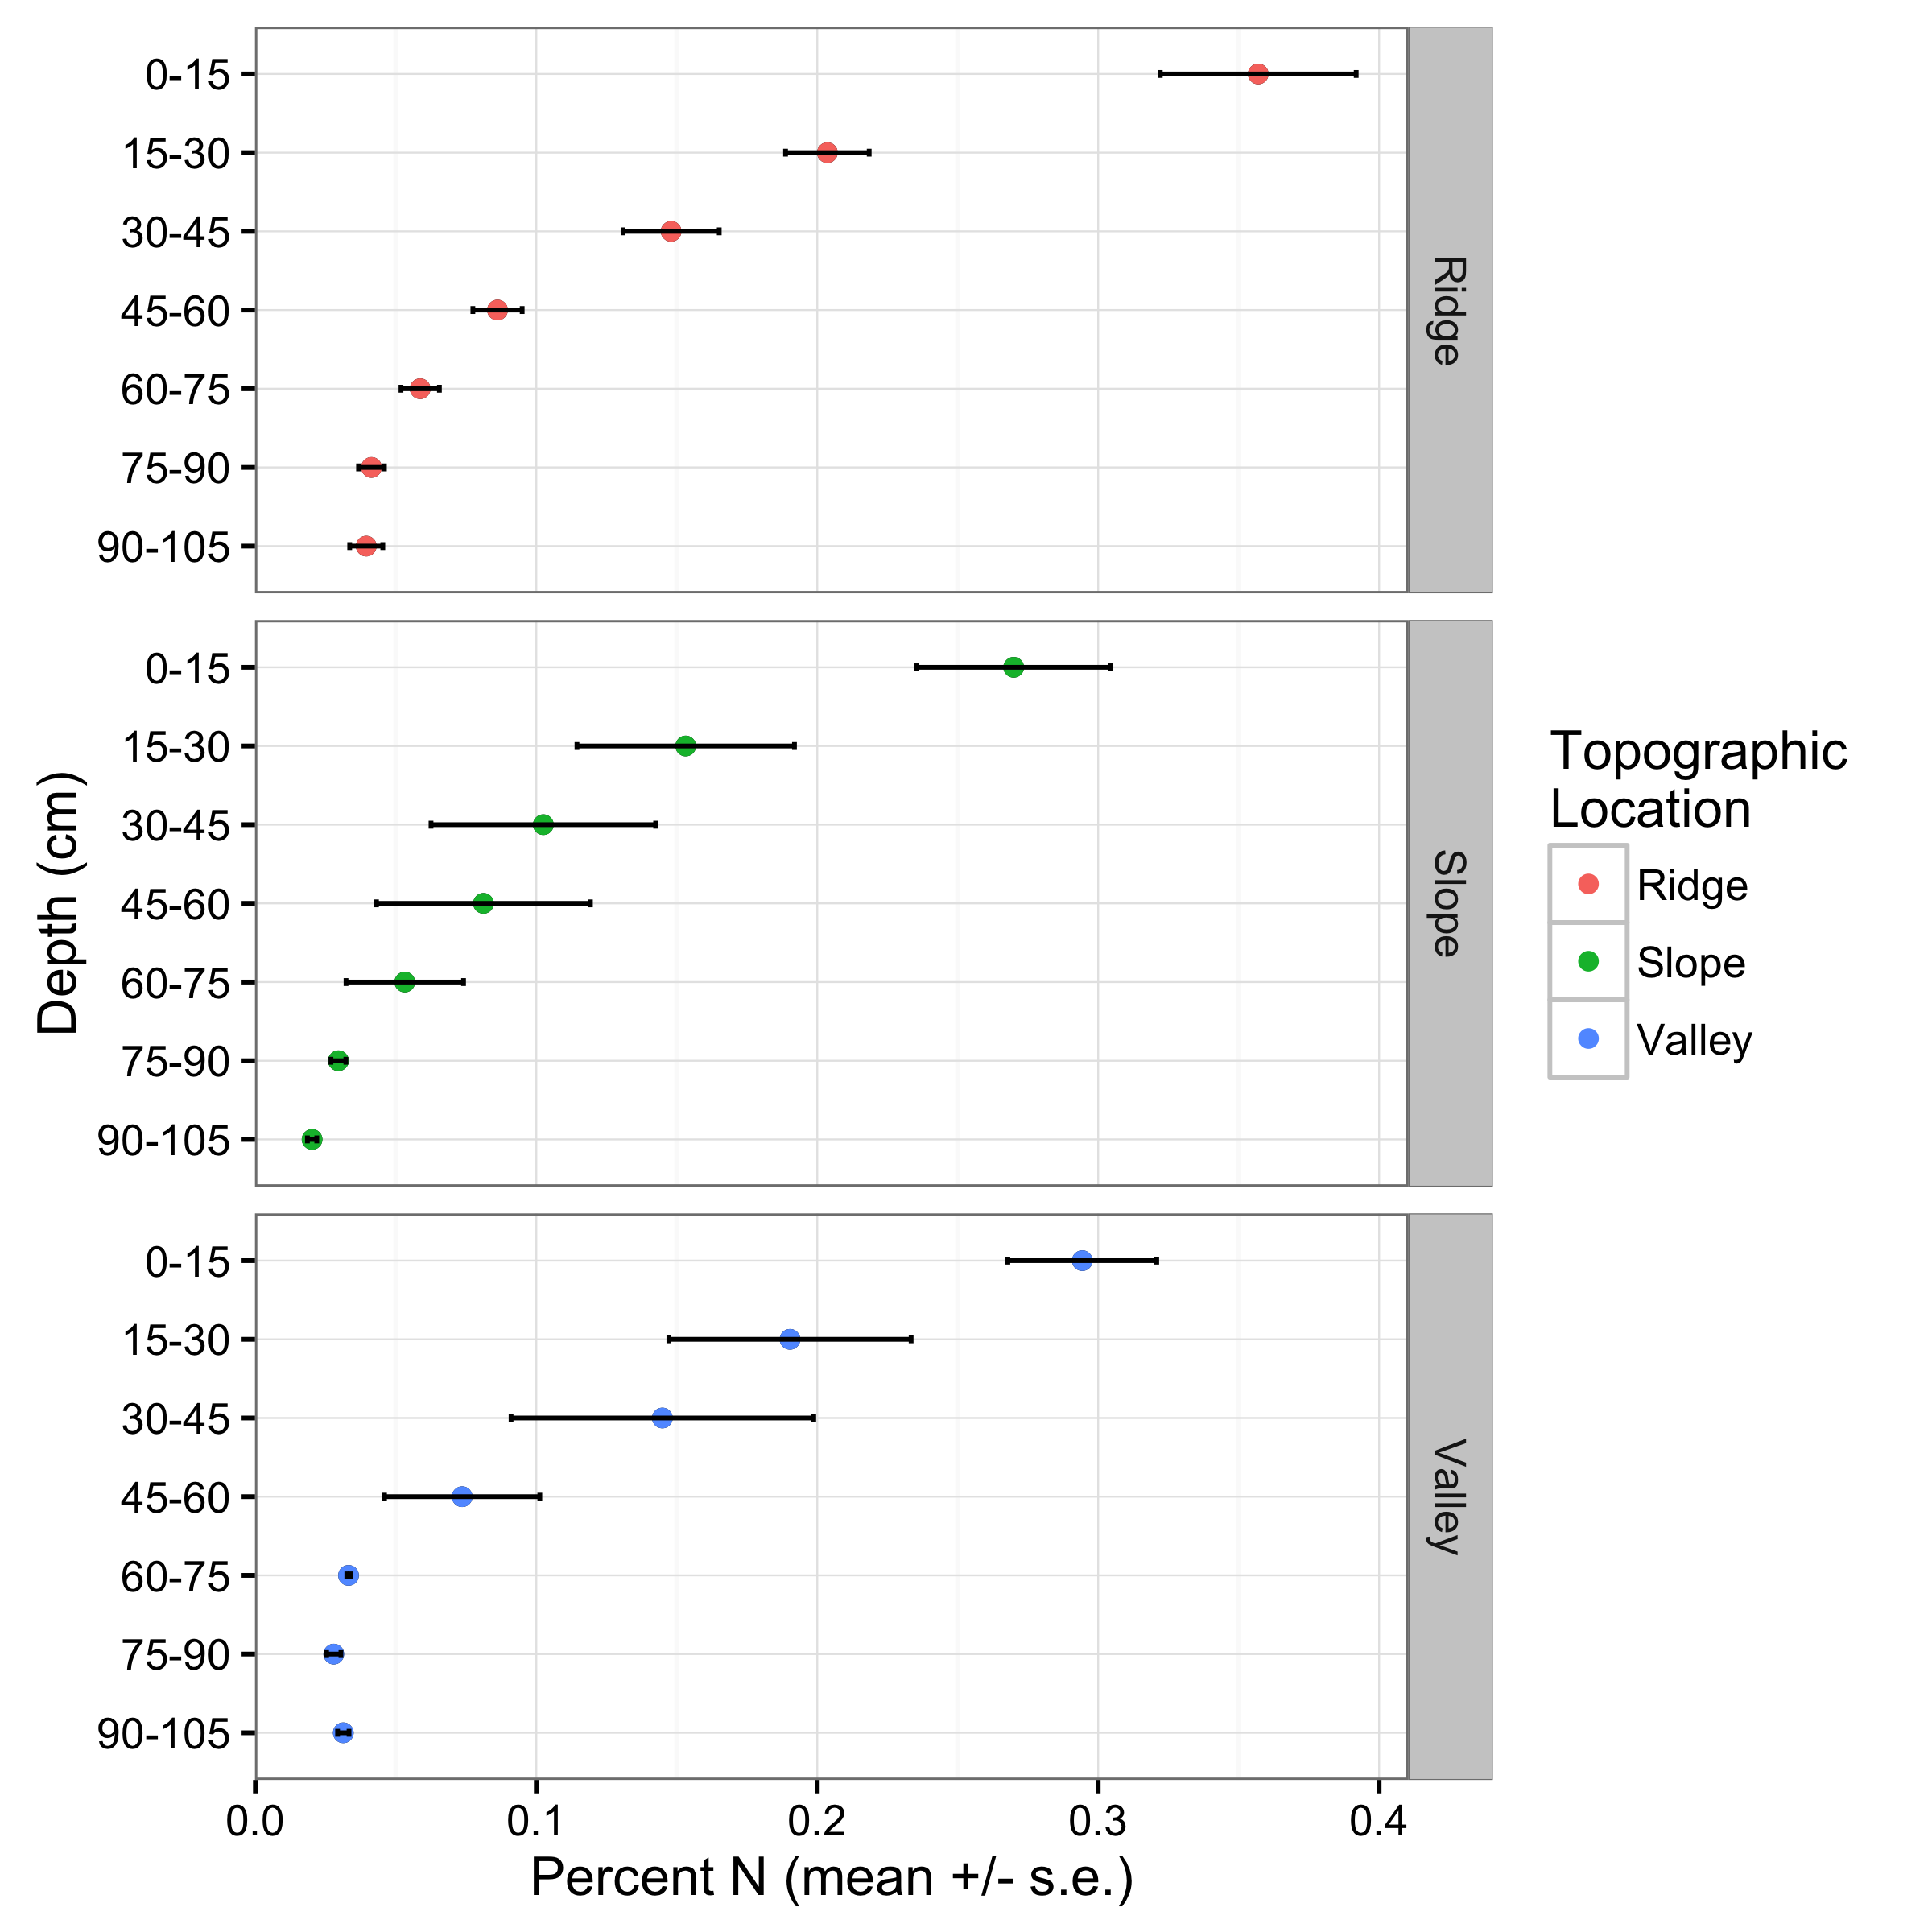 0-15
15-30
30-45
45-60
60-75
75-90
90-105
Ridge
0-15
15-30
30-45
45-60
60-75
75-90
90-105
Slope
0-15
15-30
30-45
45-60
60-75
75-90
90-105
Valley
0.0 0.1 0.2 0.3 0.4
Percent N (mean +/- s.e.)
Depth (cm)
Topographic
Location
Ridge
Slope
Valley